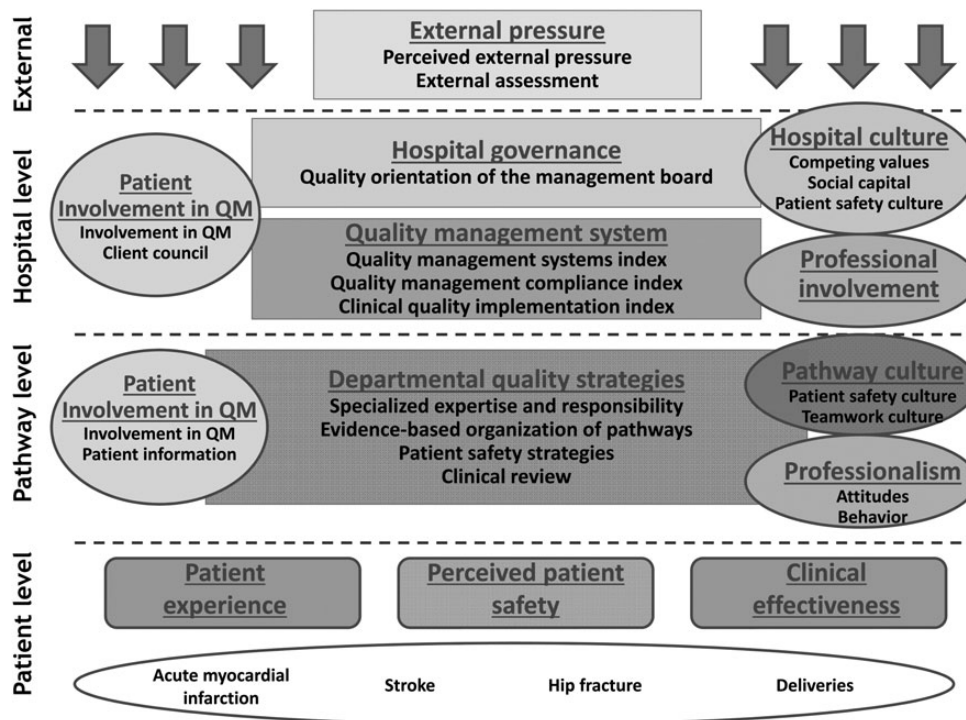 External
External pressure
Perceived external pressure
External assessment
Hospital level
Patient
Involvement in QM
Involvement in QM
Client council
Hospital governance
Quality orientation of the management board
Quality management system
Quality management systems index
Quality management compliance index
Clinical quality implementation index
Hospital culture
Competing values
Social capital
Patient safety culture
Professional
involvement
Pathway level
Patient
Involvement in QM
Involvement in QM
Patient information
Departmental quality strategies
Specialized expertise and responsibility
Evidence-based organization of pathways
Patient safety strategies
Clinical review
Pathway culture
Patient safety culture
Teamwork culture
Professionalism
Attitudes
Behavior
Patient level
Patient
experience
Perceived patient
safety
Clinical
effectiveness
Acute myocardial
infarction
Stroke
Hip fracture
Deliveries